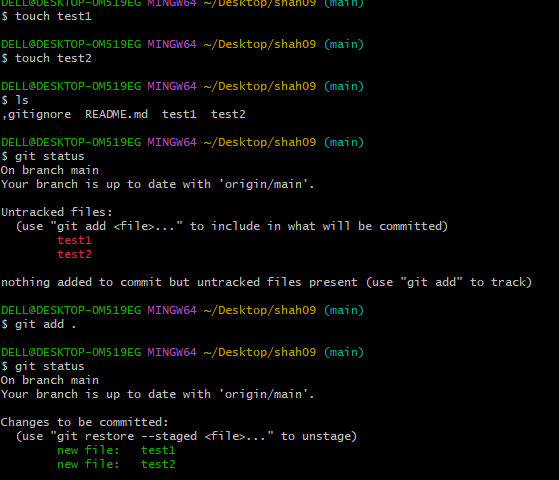 DELL@DESKTOP-OM519EG MINGW64 ~/Desktop/shah09 (main)
$ touch test1
DELL@DESKTOP-OM519EG MINGW64 ~/Desktop/shah09 (main)
$ touch test2
DELL@DESKTOP-OM519EG MINGW64 ~/Desktop/shah09 (main)
$ ls
,gitignore  README.md  test1  test2
DELL@DESKTOP-OM519EG MINGW64 ~/Desktop/shah09 (main)
$ git status
On branch main
Your branch is up to date with 'origin/main'.
Untracked files:
  (use "git add <file>..." to include in what will be committed)
        test1
        test2
nothing added to commit but untracked files present (use "git add" to track)
DELL@DESKTOP-OM519EG MINGW64 ~/Desktop/shah09 (main)
$ git add .
DELL@DESKTOP-OM519EG MINGW64 ~/Desktop/shah09 (main)
$ git status
On branch main
Your branch is up to date with 'origin/main'.
Changes to be committed:
  (use "git restore --staged <file>..." to unstage)
        new file:   test1
        new file:   test2